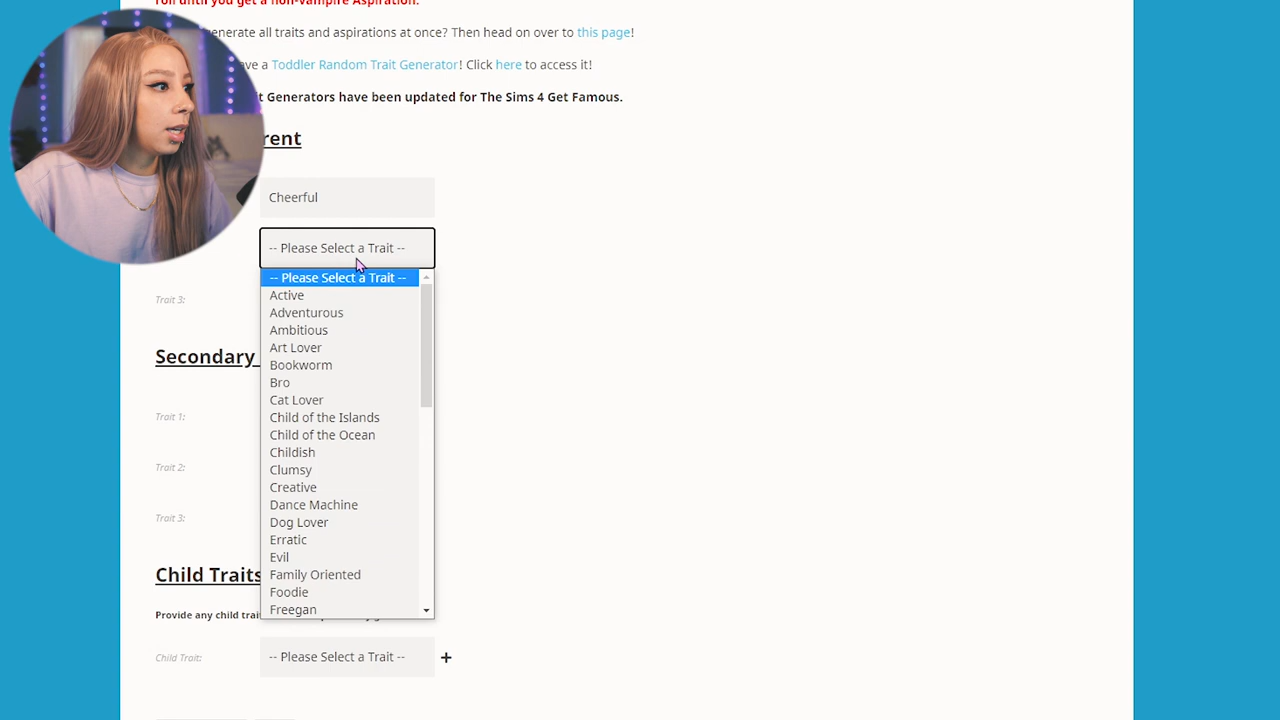 roll until you get a non-vampire Aspiration.
enerate all traits and aspirations at once? Then head on over to this page!
ave a Toddler Random Trait Generator! Click here to access it!
it Generators have been updated for The Sims 4 Get Famous.
rent
Cheerful
-- Please Select a Trait --
-- Please Select a Trait --
Active
Adventurous
Trait 3:
Ambitious
Art Lover
Secondary
Bookworm
Bro
Cat Lover
Trait 1:
Child of the Islands
Child of the Ocean
Childish
Trait 2:
Clumsy
Creative
Dance Machine
Trait 3:
Dog Lover
Erratic
Evil
Child Traits
Family Oriented
Foodie
Freegan
Provide any child trai
Child Trait:
-- Please Select a Trait -- +